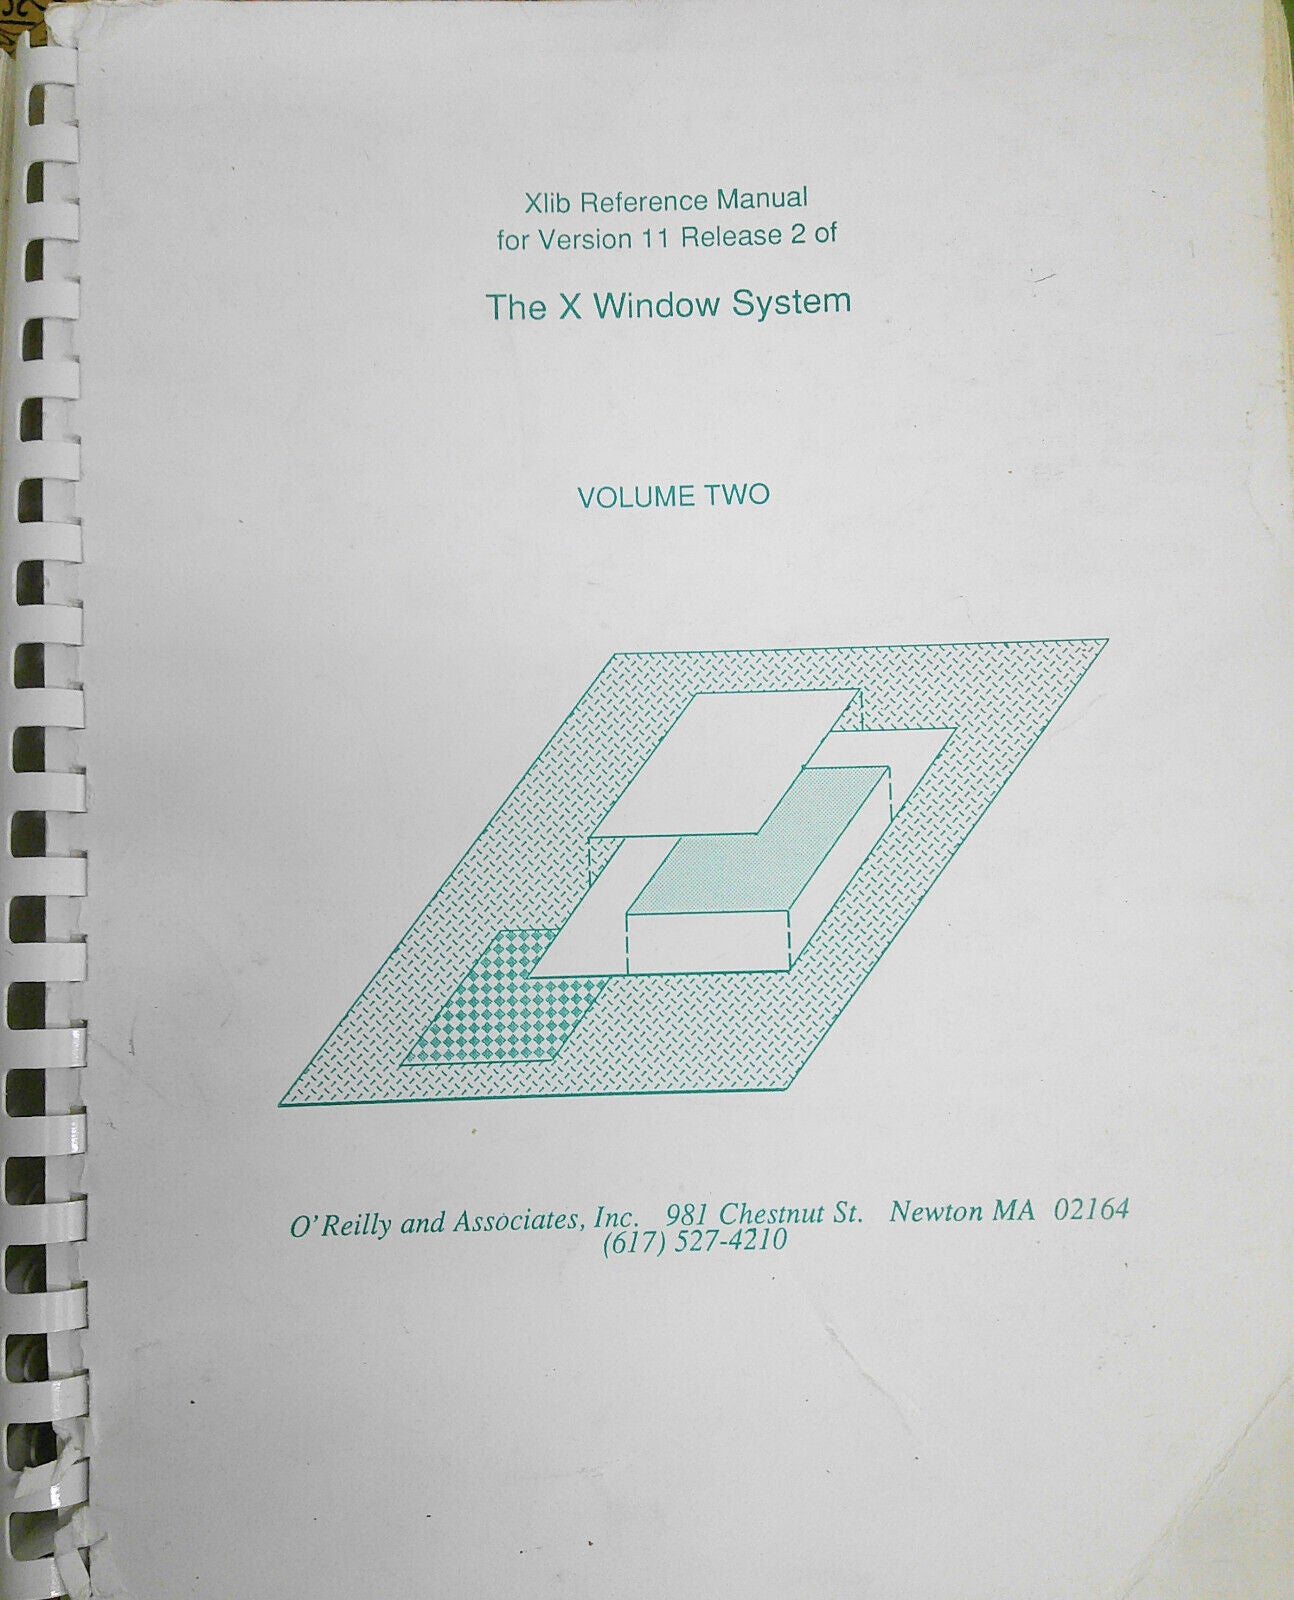 Xlib Reference Manual
for Version 11 Release 2 of
The X Window System
VOLUME TWO
O'Reilly and Associates, Inc. 981 Chestnut St. Newton MA 02164
(617) 527-4210